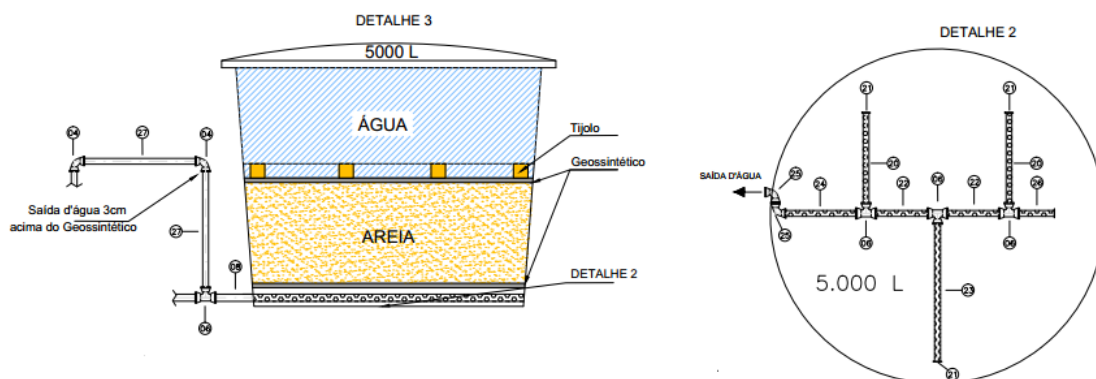 DETALHE 3
5000 L
04
27
04
ÁGUA
Tijolo
Geossintético
Saída d'água 3cm
acima do Geossintético
27
AREIA
08
DETALHE 2
06
DETALHE 2
21
21
20
20
SAÍDA D'ÁGUA
25
24
22
06
22
26
25
06
06
5.000 L
23
21